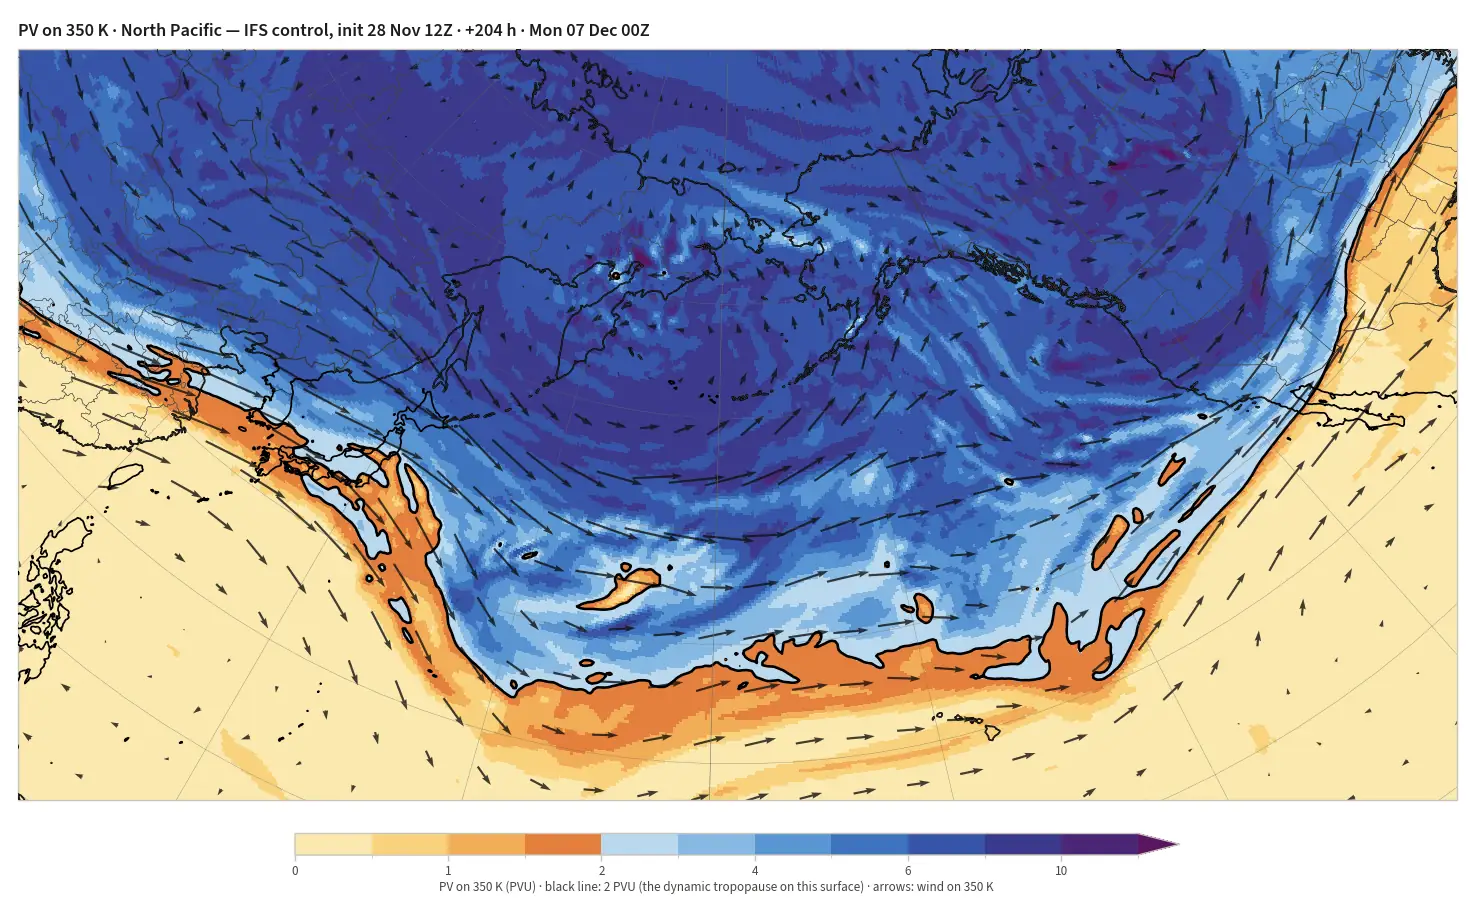 PV on 350 K · North Pacific — IFS control, init 28 Nov 12Z · +204 h · Mon 07 Dec 00Z
0 1 2 4 6 10
PV on 350 K (PVU) · black line: 2 PVU (the dynamic tropopause on this surface) · arrows: wind on 350 K